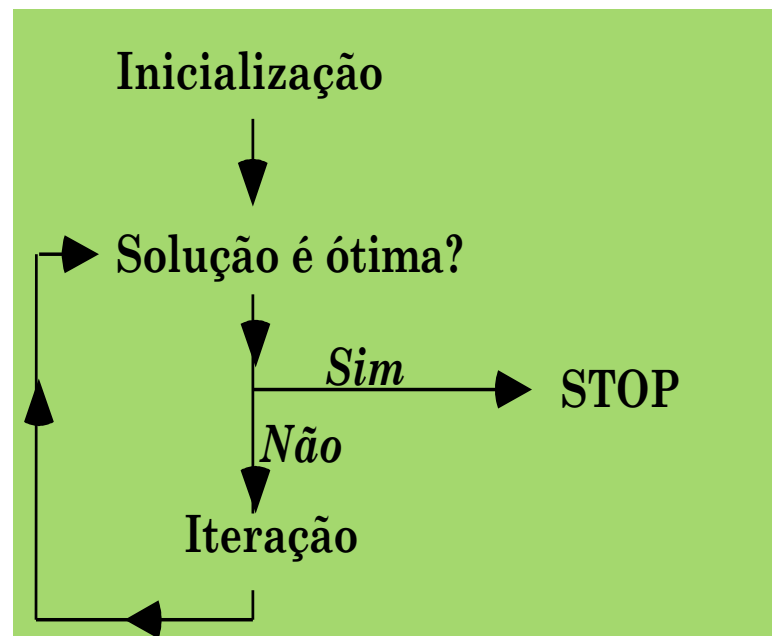 Inicialização
Solução é ótima?
Sim
STOP
Não
Iteração